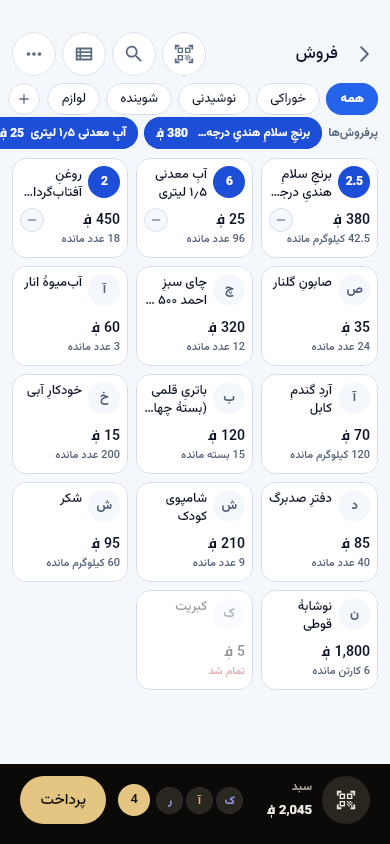 فروش
همه
خوراکی
نوشیدنی
شوینده
لوازم
پرفروش‌ها
برنجِ سلامِ هندیِ درجه... 380 ؋
آبِ معدنی ۱٫۵ لیتری 25 ؋
2.5
برنجِ سلامِ
هندیِ درجـ...
380 ؋
42.5 کیلوگرم مانده
6
آبِ معدنی
۱٫۵ لیتری
25 ؋
96 عدد مانده
2
روغنِ
آفتاب‌گردا...
450 ؋
18 عدد مانده
ص
صابونِ گلنار
35 ؋
24 عدد مانده
چ
چای سبزِ
احمد ۵۰۰ ...
320 ؋
12 عدد مانده
آ
آب‌میوهٔ انار
60 ؋
3 عدد مانده
آ
آردِ گندمِ
کابل
70 ؋
120 کیلوگرم مانده
ب
باتریِ قلمی
(بستهٔ چها...
120 ؋
15 بسته مانده
خ
خودکارِ آبی
15 ؋
200 عدد مانده
د
دفترِ صدبرگ
85 ؋
40 عدد مانده
ش
شامپوی
کودک
210 ؋
9 عدد مانده
ش
شکر
95 ؋
60 کیلوگرم مانده
ن
نوشابهٔ
قوطی
1,800 ؋
6 کارتن مانده
ک
کبریت
5 ؋
تمام شد
سبد
2,045 ؋
ک
آ
ر
4
پرداخت